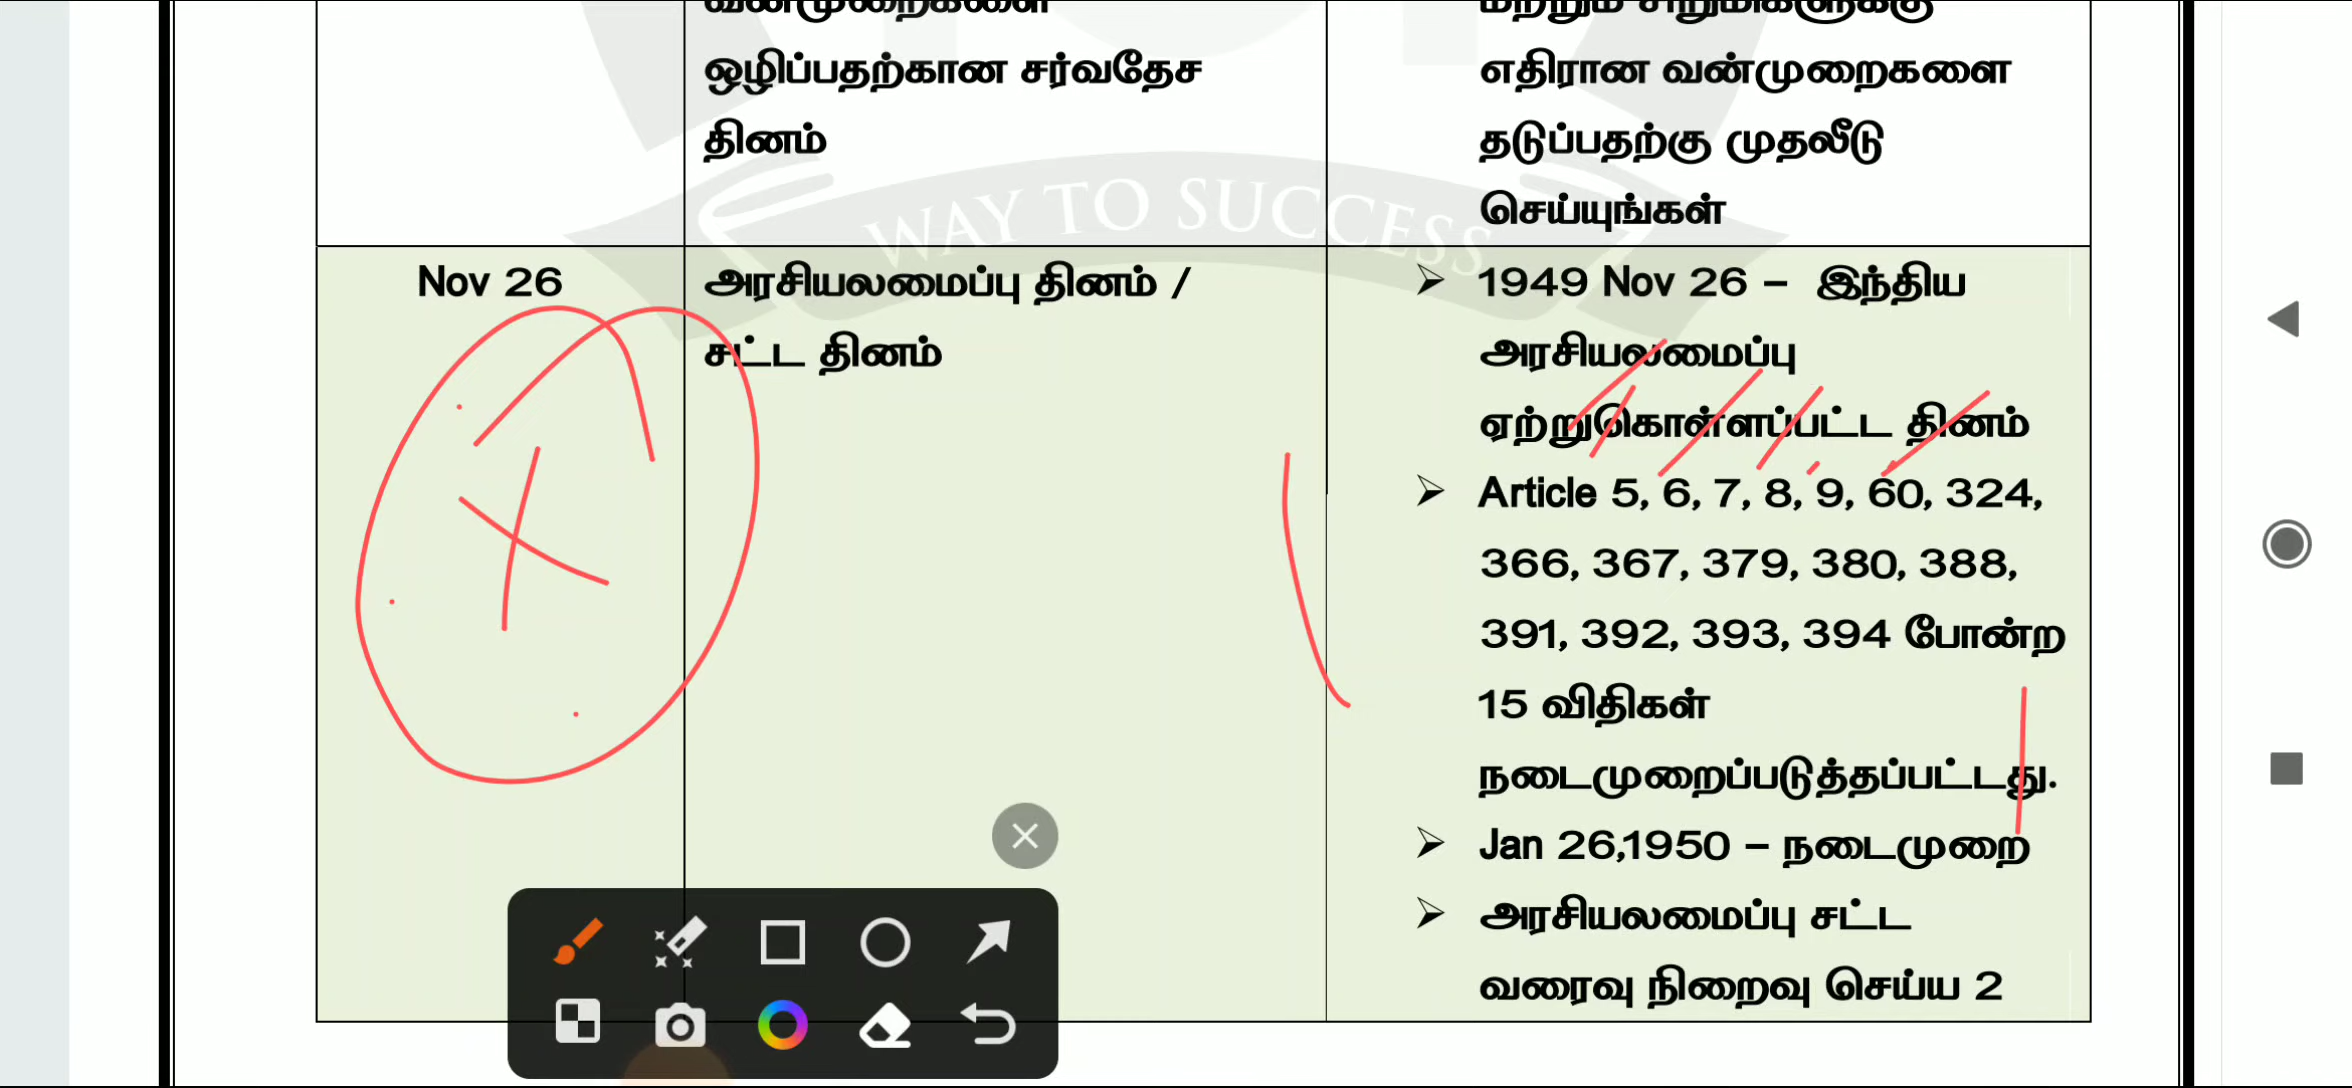 வன்முறைகளை
ஒழிப்பதற்கான சர்வதேச
தினம்
மற்றும் சிறுமிகளுக்கு
எதிரான வன்முறைகளை
தடுப்பதற்கு முதலீடு
செய்யுங்கள்
WAY TO SUCCESS
Nov 26
அரசியலமைப்பு தினம் /
சட்ட தினம்
➢ 1949 Nov 26 – இந்திய
அரசியலமைப்பு
ஏற்றுகொள்ளப்பட்ட தினம்
➢ Article 5, 6, 7, 8, 9, 60, 324,
366, 367, 379, 380, 388,
391, 392, 393, 394 போன்ற
15 விதிகள்
நடைமுறைப்படுத்தப்பட்டது.
➢ Jan 26,1950 – நடைமுறை
➢ அரசியலமைப்பு சட்ட
வரைவு நிறைவு செய்ய 2